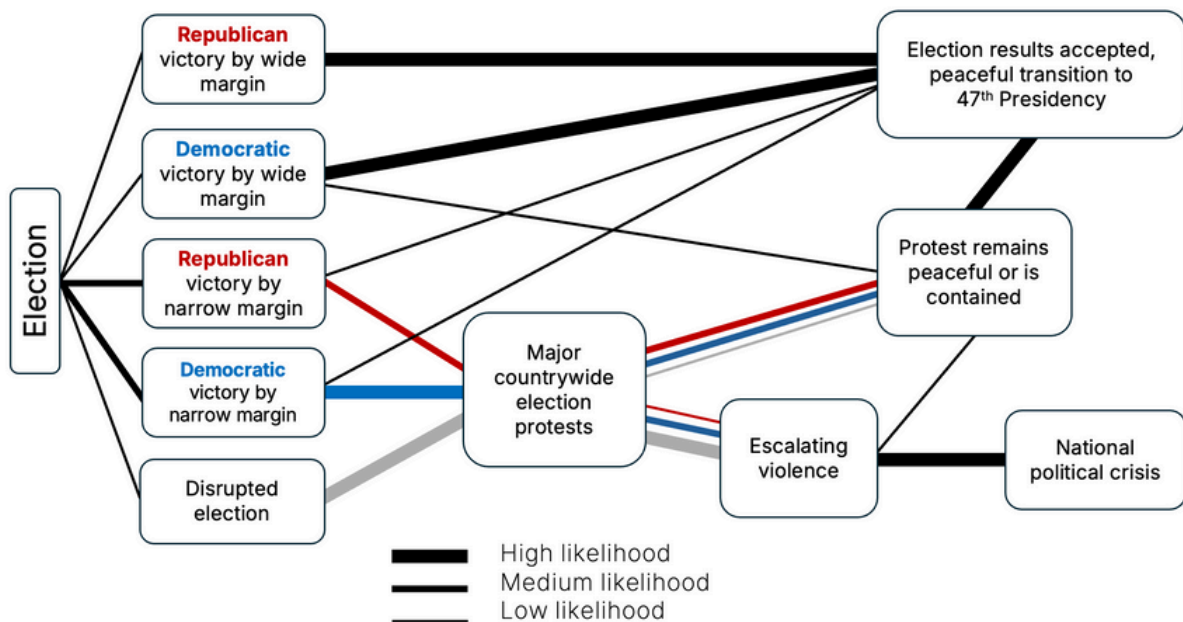 Election
Republican
victory by wide
margin
Democratic
victory by wide
margin
Republican
victory by
narrow margin
Democratic
victory by
narrow margin
Disrupted
election
Major
countrywide
election
protests
Election results accepted,
peaceful transition to
47th Presidency
Protest remains
peaceful or is
contained
Escalating
violence
National
political crisis
High likelihood
Medium likelihood
Low likelihood